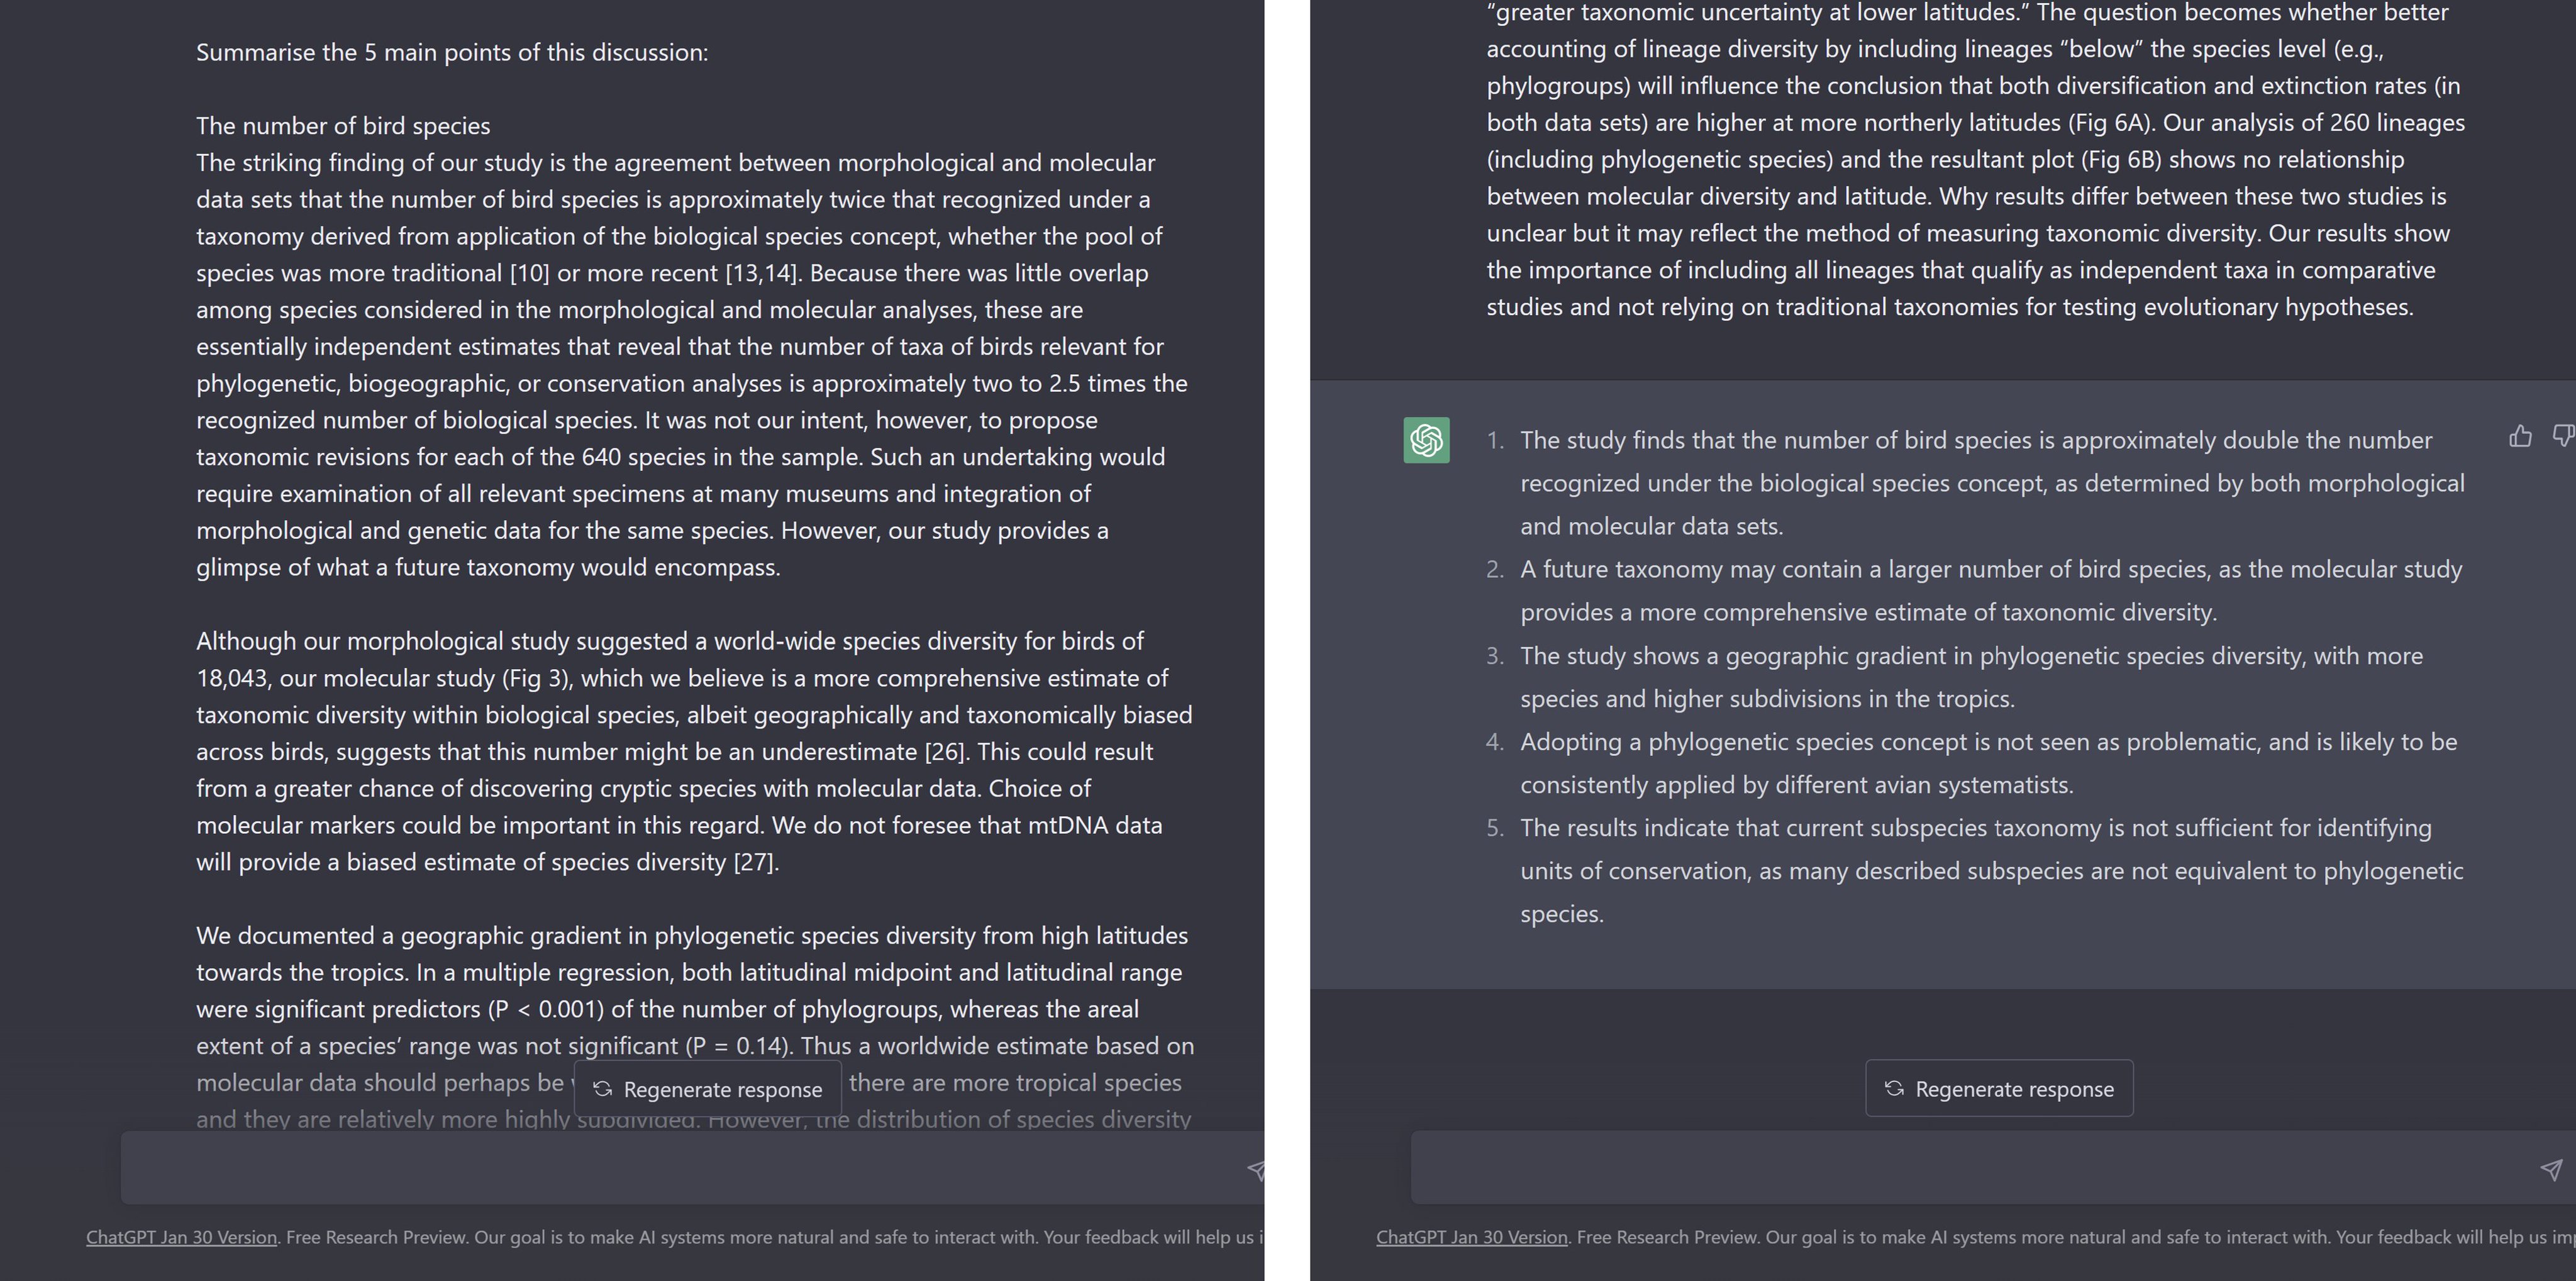 Summarise the 5 main points of this discussion:
The number of bird species
The striking finding of our study is the agreement between morphological and molecular
data sets that the number of bird species is approximately twice that recognized under a
taxonomy derived from application of the biological species concept, whether the pool of
species was more traditional [10] or more recent [13,14]. Because there was little overlap
among species considered in the morphological and molecular analyses, these are
essentially independent estimates that reveal that the number of taxa of birds relevant for
phylogenetic, biogeographic, or conservation analyses is approximately two to 2.5 times the
recognized number of biological species. It was not our intent, however, to propose
taxonomic revisions for each of the 640 species in the sample. Such an undertaking would
require examination of all relevant specimens at many museums and integration of
morphological and genetic data for the same species. However, our study provides a
glimpse of what a future taxonomy would encompass.
Although our morphological study suggested a world-wide species diversity for birds of
18,043, our molecular study (Fig 3), which we believe is a more comprehensive estimate of
taxonomic diversity within biological species, albeit geographically and taxonomically biased
across birds, suggests that this number might be an underestimate [26]. This could result
from a greater chance of discovering cryptic species with molecular data. Choice of
molecular markers could be important in this regard. We do not foresee that mtDNA data
will provide a biased estimate of species diversity [27].
We documented a geographic gradient in phylogenetic species diversity from high latitudes
towards the tropics. In a multiple regression, both latitudinal midpoint and latitudinal range
were significant predictors (P < 0.001) of the number of phylogroups, whereas the areal
extent of a species’ range was not significant (P = 0.14). Thus a worldwide estimate based on
molecular data should perhaps be there are more tropical species
Regenerate response
and they are relatively more highly subdivided. However, the distribution of species diversity
ChatGPT Jan 30 Version. Free Research Preview. Our goal is to make AI systems more natural and safe to interact with. Your feedback will help us
“greater taxonomic uncertainty at lower latitudes.” The question becomes whether better
accounting of lineage diversity by including lineages “below” the species level (e.g.,
phylogroups) will influence the conclusion that both diversification and extinction rates (in
both data sets) are higher at more northerly latitudes (Fig 6A). Our analysis of 260 lineages
(including phylogenetic species) and the resultant plot (Fig 6B) shows no relationship
between molecular diversity and latitude. Why results differ between these two studies is
unclear but it may reflect the method of measuring taxonomic diversity. Our results show
the importance of including all lineages that qualify as independent taxa in comparative
studies and not relying on traditional taxonomies for testing evolutionary hypotheses.
1. The study finds that the number of bird species is approximately double the number
recognized under the biological species concept, as determined by both morphological
and molecular data sets.
2. A future taxonomy may contain a larger number of bird species, as the molecular study
provides a more comprehensive estimate of taxonomic diversity.
3. The study shows a geographic gradient in phylogenetic species diversity, with more
species and higher subdivisions in the tropics.
4. Adopting a phylogenetic species concept is not seen as problematic, and is likely to be
consistently applied by different avian systematists.
5. The results indicate that current subspecies taxonomy is not sufficient for identifying
units of conservation, as many described subspecies are not equivalent to phylogenetic
species.
Regenerate response
ChatGPT Jan 30 Version. Free Research Preview. Our goal is to make AI systems more natural and safe to interact with. Your feedback will help us